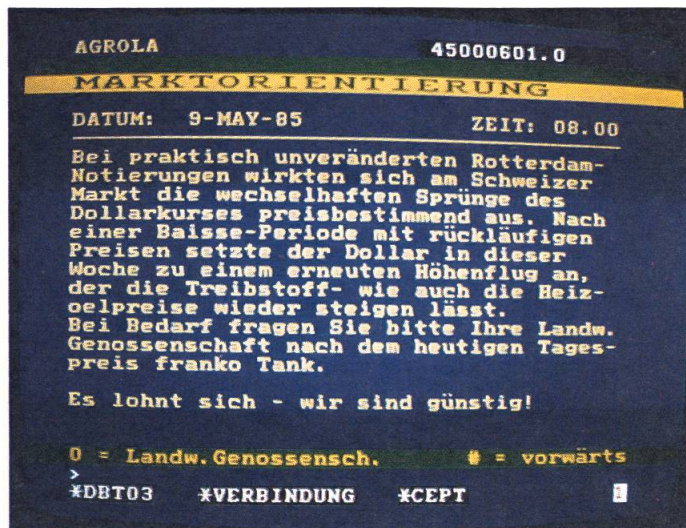 AGROLA 45000601.0
MARKTORIENTIERUNG
DATUM: 9-MAY-85 ZEIT: 08.00
Bei praktisch unveränderten Rotterdam-
Notierungen wirkten sich am Schweizer
Markt die wechselhaften Sprünge des
Dollarkurses preisbestimmend aus. Nach
einer Baisse-Periode mit rückläufigen
Preisen setzte der Dollar in dieser
Woche zu einem erneuten Höhenflug an,
der die Treibstoff- wie auch die Heiz-
oelpreise wieder steigen lässt.
Bei Bedarf fragen Sie bitte Ihre Landw.
Genossenschaft nach dem heutigen Tages-
preis franko Tank.
Es lohnt sich - wir sind günstig!
0 = Landw.Genossensch. # = vorwärts
>
*DBT03 *VERBINDUNG *CEPT 1